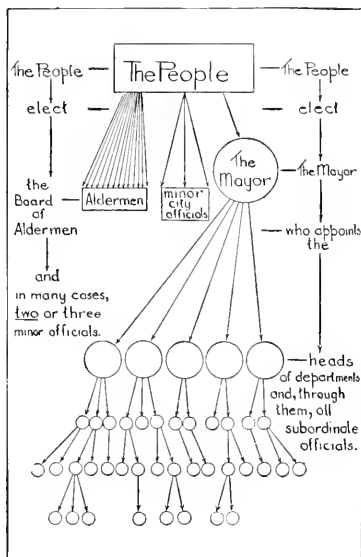 The People
elect
the
Board of
Aldermen
and
in many cases,
two or three
minor officials.
The People
Aldermen
minor
city
officials
The
Mayor
The People
elect
The Mayor
who appoints
the
heads
of departments
and, through
them, all
subordinate
officials.